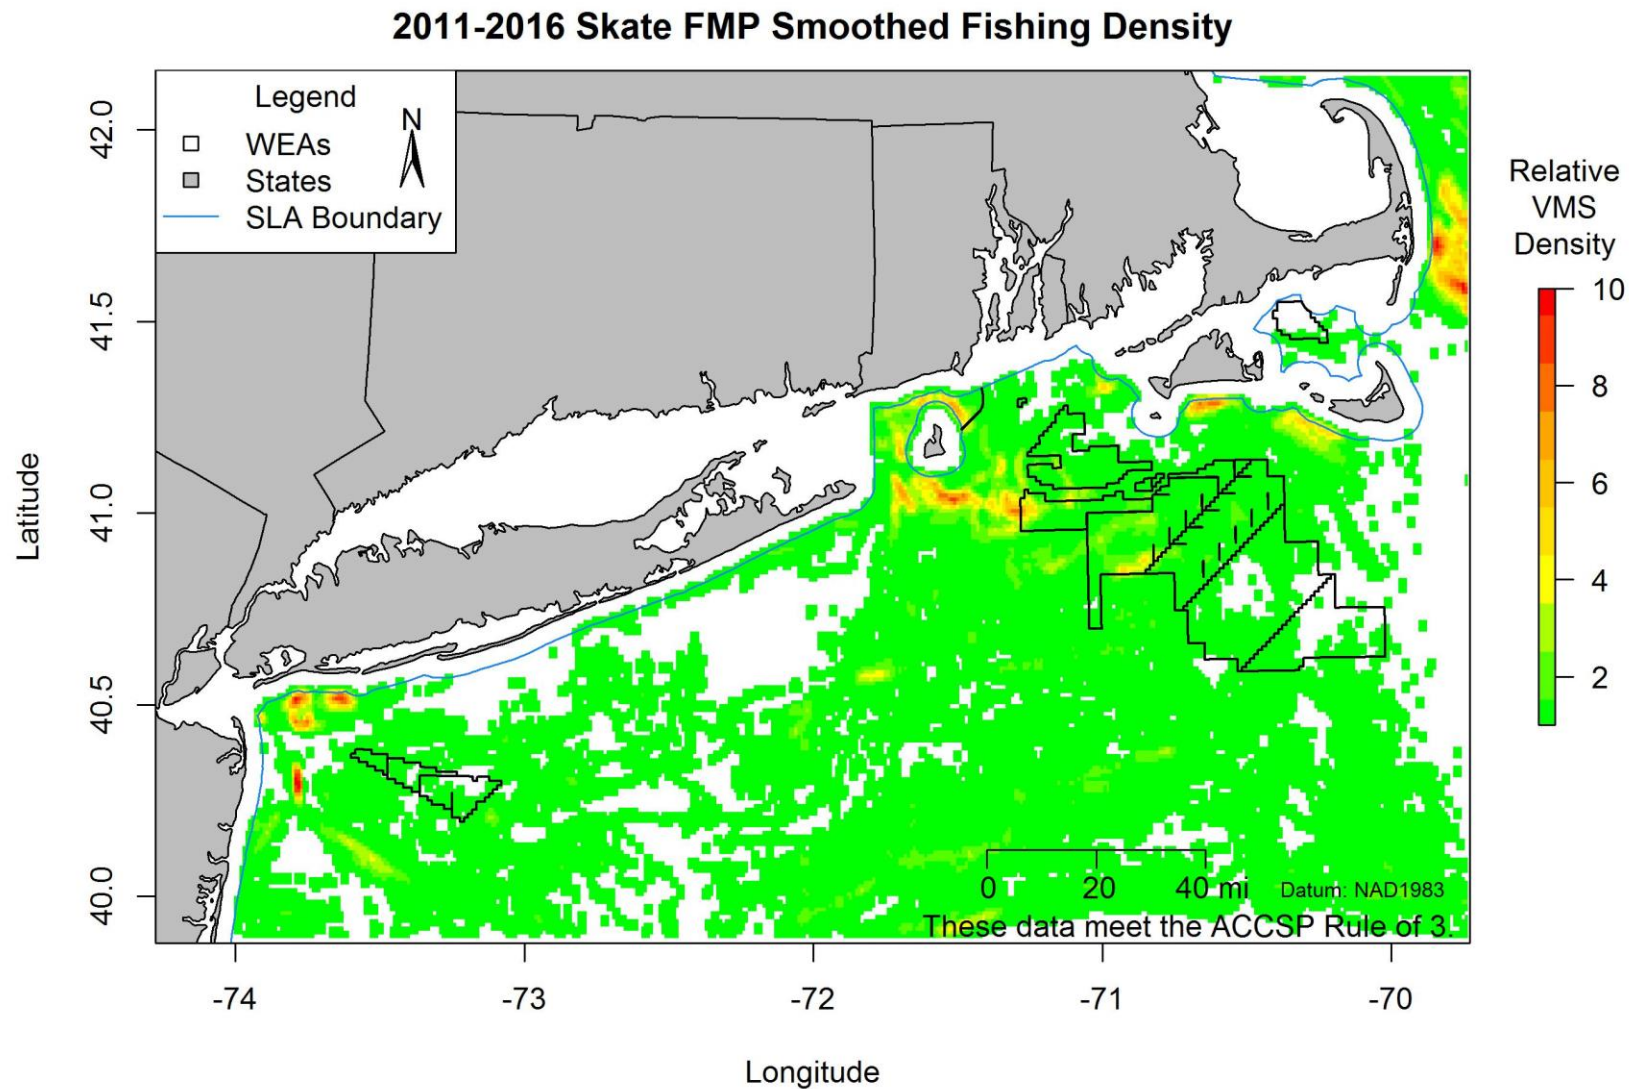 2011-2016 Skate FMP Smoothed Fishing Density
Legend
N
WEAs
States
SLA Boundary
Relative
VMS
Density
10
8
6
4
2
Latitude
42.0
41.5
41.0
40.5
40.0
0 20 40 mi Datum: NAD1983
These data meet the ACCSP Rule of 3.
-74 -73 -72 -71 -70
Longitude